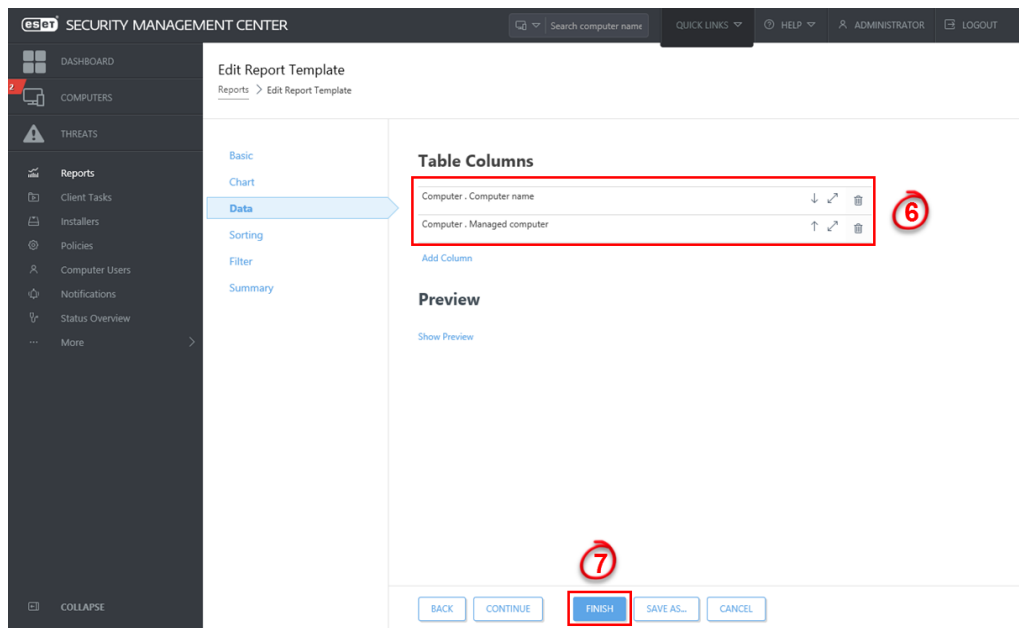 eseT SECURITY MANAGEMENT CENTER
Search computer name
QUICK LINKS
HELP
ADMINISTRATOR
LOGOUT
DASHBOARD
2
COMPUTERS
THREATS
Reports
Client Tasks
Installers
Policies
Computer Users
Notifications
Status Overview
More
COLLAPSE
Edit Report Template
Reports > Edit Report Template
Basic
Chart
Data
Sorting
Filter
Summary
Table Columns
Computer . Computer name
Computer . Managed computer
6
Add Column
Preview
Show Preview
7
BACK
CONTINUE
FINISH
SAVE AS...
CANCEL